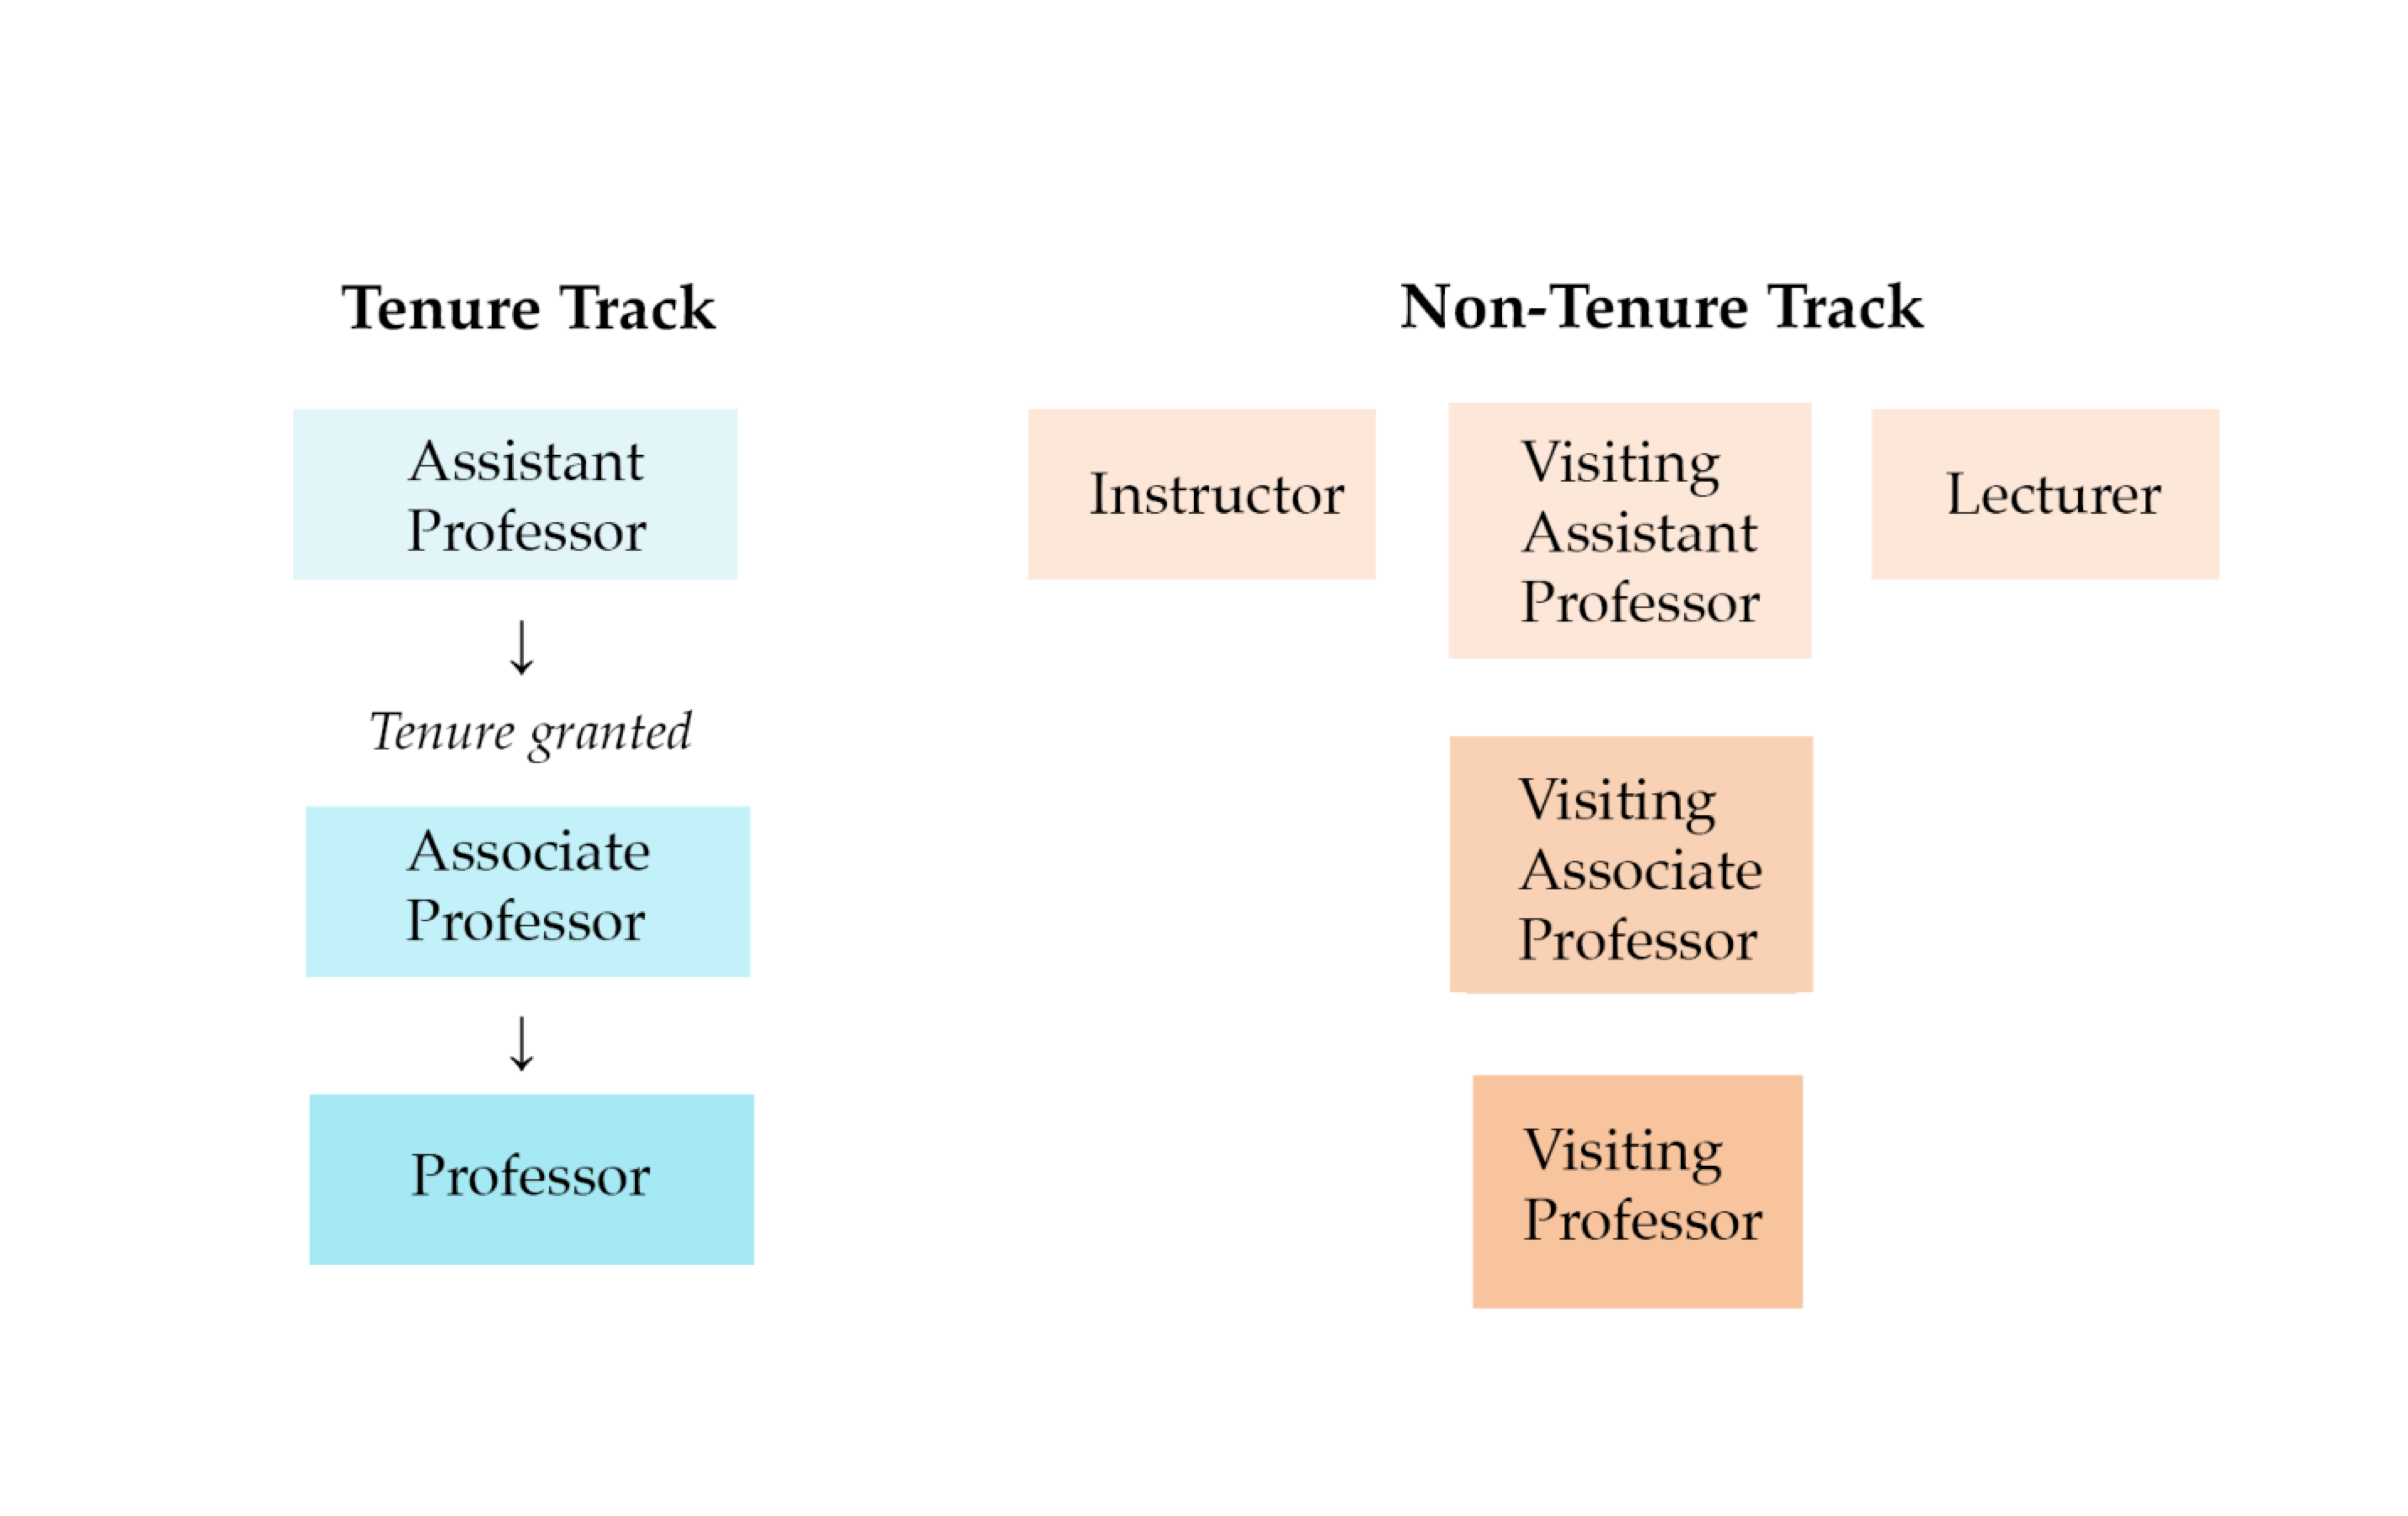 Tenure Track
Assistant
Professor
↓
Tenure granted
Associate
Professor
↓
Professor
Non-Tenure Track
Instructor
Visiting
Assistant
Professor
Lecturer
Visiting
Associate
Professor
Visiting
Professor